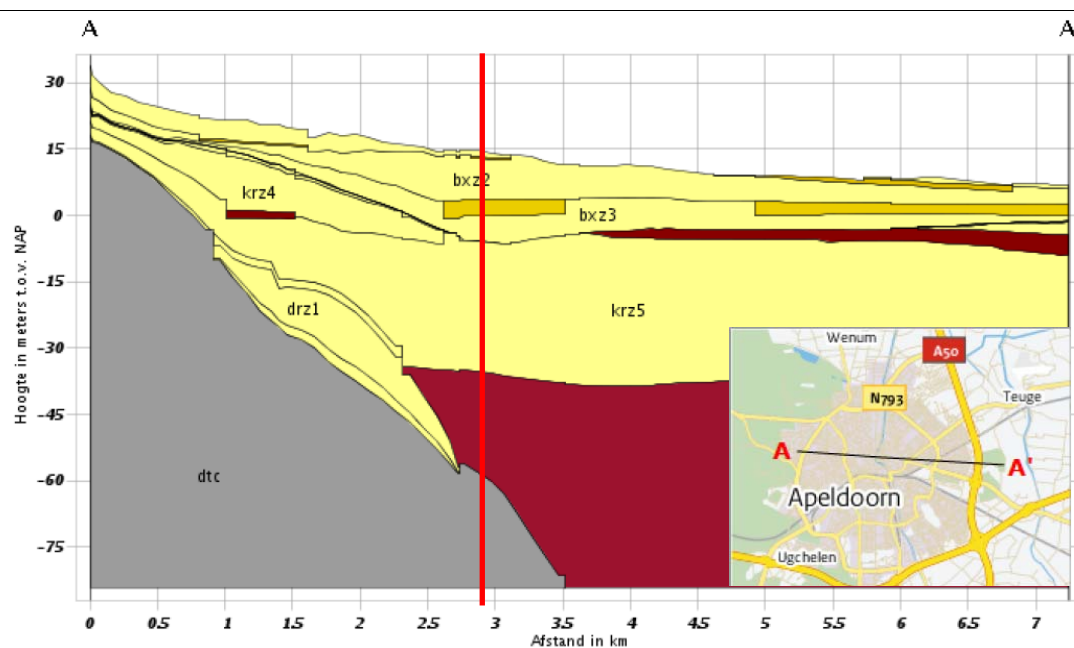 A A
30
15
0
-15
-30
-45
-60
-75
Hoogte in meters t.o.v. NAP
bxz2
krz4
bxz3
drz1
krz5
dtc
Wenum
A50
N793
Teuge
A
A'
Apeldoorn
Ugchelen
0 0.5 1 1.5 2 2.5 3 3.5 4 4.5 5 5.5 6 6.5 7
Afstand in km